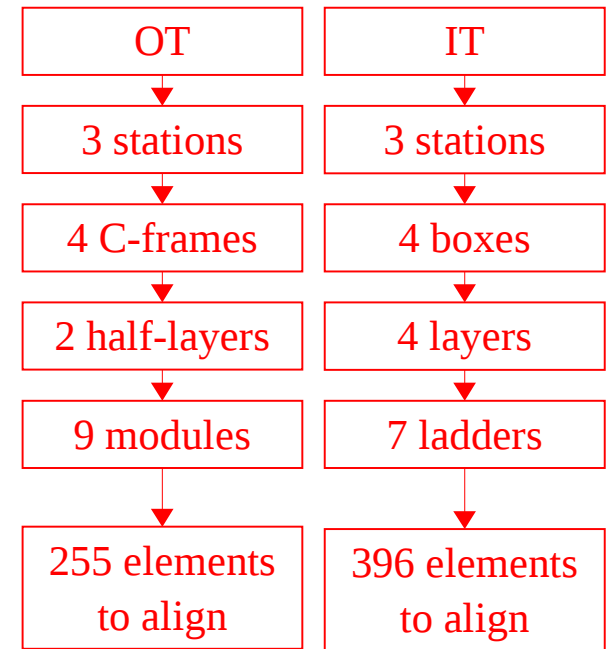 OT
3 stations
4 C-frames
2 half-layers
9 modules
255 elements
to align
IT
3 stations
4 boxes
4 layers
7 ladders
396 elements
to align